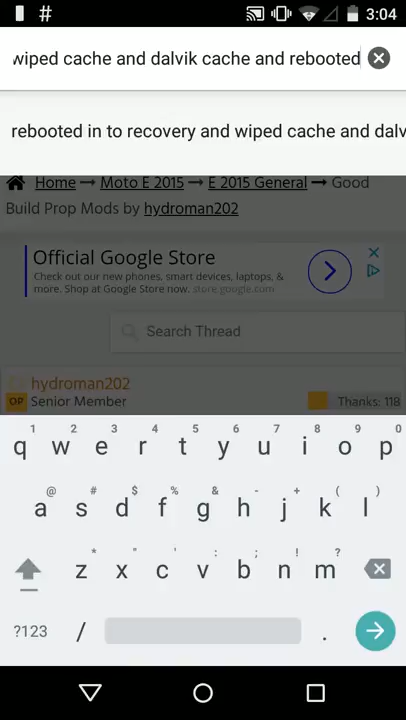 # 3:04
wiped cache and dalvik cache and rebooted
rebooted in to recovery and wiped cache and dalv
Home → Moto E 2015 → E 2015 General → Good
Build Prop Mods by hydroman202
Official Google Store
Check out our new phones, smart devices, laptops, &
more. Shop at Google Store now. store.google.com
Search Thread
hydroman202
OP Senior Member Thanks: 118
1 2 3 4 5 6 7 8 9 0
q w e r t y u i o p
@ # $ % & - + ( )
a s d f g h j k l
* " ' : ; ! ?
z x c v b n m
?123 / .